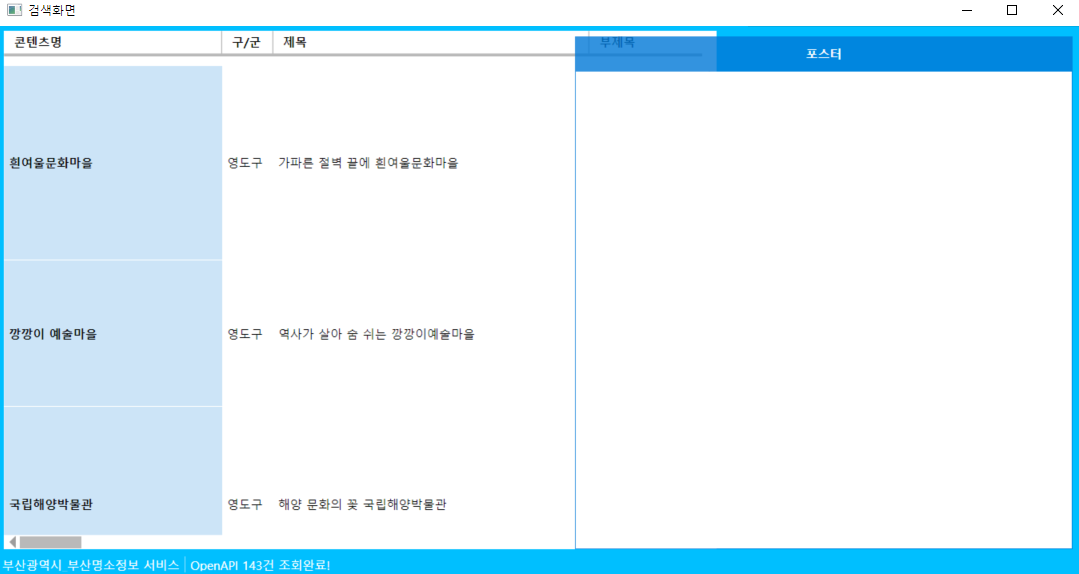 검색화면
콘텐츠명 구/군 제목 부제목
포스터
흰여울문화마을 영도구 가파른 절벽 끝에 흰여울문화마을
깡깡이 예술마을 영도구 역사가 살아 숨 쉬는 깡깡이예술마을
국립해양박물관 영도구 해양 문화의 꽃 국립해양박물관
부산광역시 부산명소정보 서비스 OpenAPI 143건 조회완료!